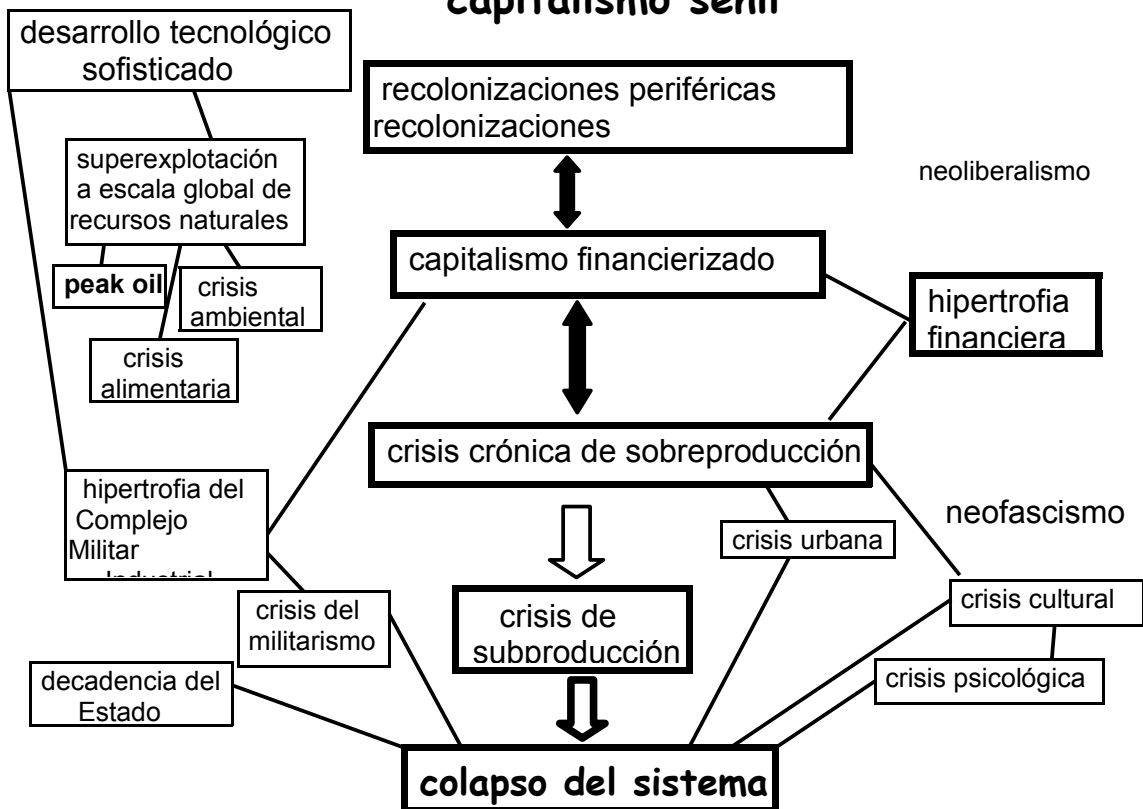 capitalismo senil
desarrollo tecnológico
sofisticado
recolonizaciones periféricas
recolonizaciones
superexplotación
a escala global de
recursos naturales
neoliberalismo
capitalismo financierizado
peak oil
crisis
ambiental
hipertrofia
financiera
crisis
alimentaria
crisis crónica de sobreproducción
hipertrofia del
Complejo
Militar
Industrial
neofascismo
crisis urbana
crisis del
militarismo
crisis de
subproducción
crisis cultural
decadencia del
Estado
crisis psicológica
colapso del sistema